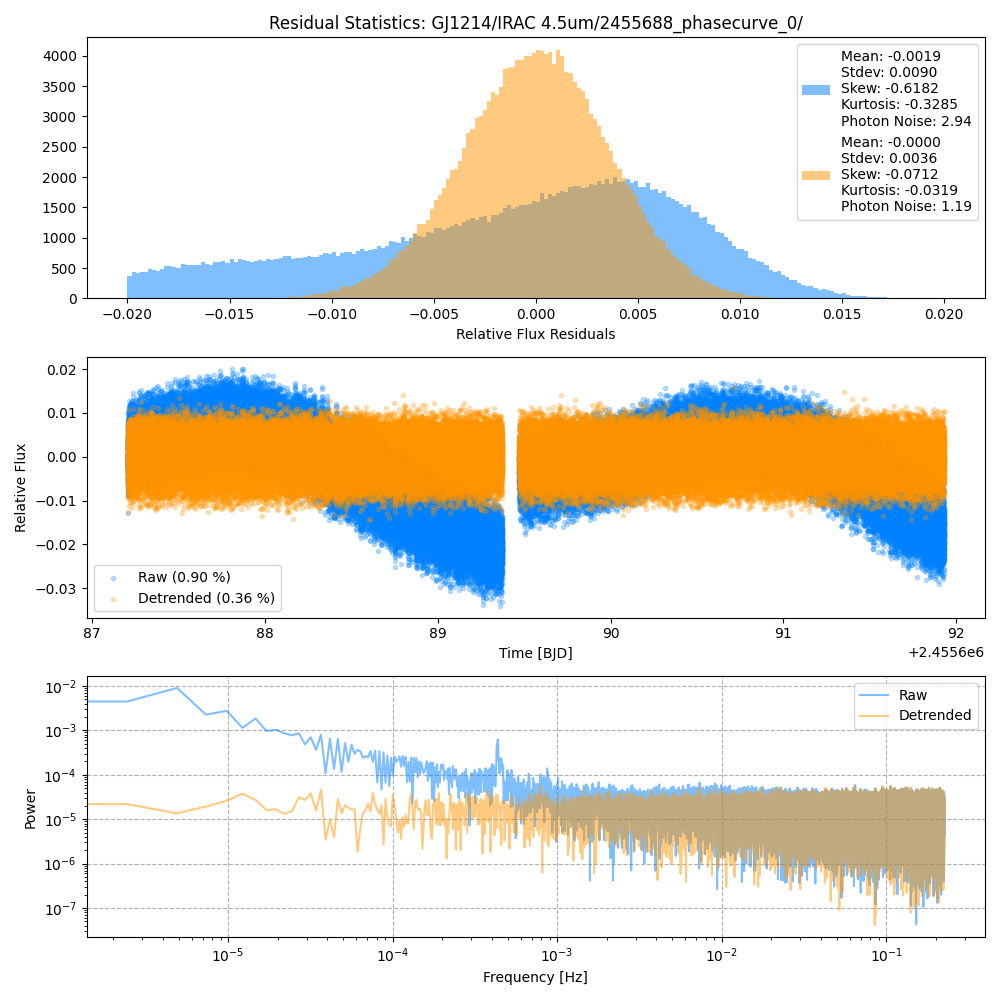 Residual Statistics: GJ1214/IRAC 4.5um/2455688_phasecurve_0/
4000
3500
3000
2500
2000
1500
1000
500
0
Mean: -0.0019
Stdev: 0.0090
Skew: -0.6182
Kurtosis: -0.3285
Photon Noise: 2.94
Mean: -0.0000
Stdev: 0.0036
Skew: -0.0712
Kurtosis: -0.0319
Photon Noise: 1.19
−0.020 −0.015 −0.010 −0.005 0.000 0.005 0.010 0.015 0.020
Relative Flux Residuals
Relative Flux
0.02
0.01
0.00
−0.01
−0.02
−0.03
Raw (0.90 %)
Detrended (0.36 %)
87 88 89 90 91 92
Time [BJD]
+2.4556e6
Power
10⁻²
10⁻³
10⁻⁴
10⁻⁵
10⁻⁶
10⁻⁷
Raw
Detrended
10⁻⁵ 10⁻⁴ 10⁻³ 10⁻² 10⁻¹
Frequency [Hz]